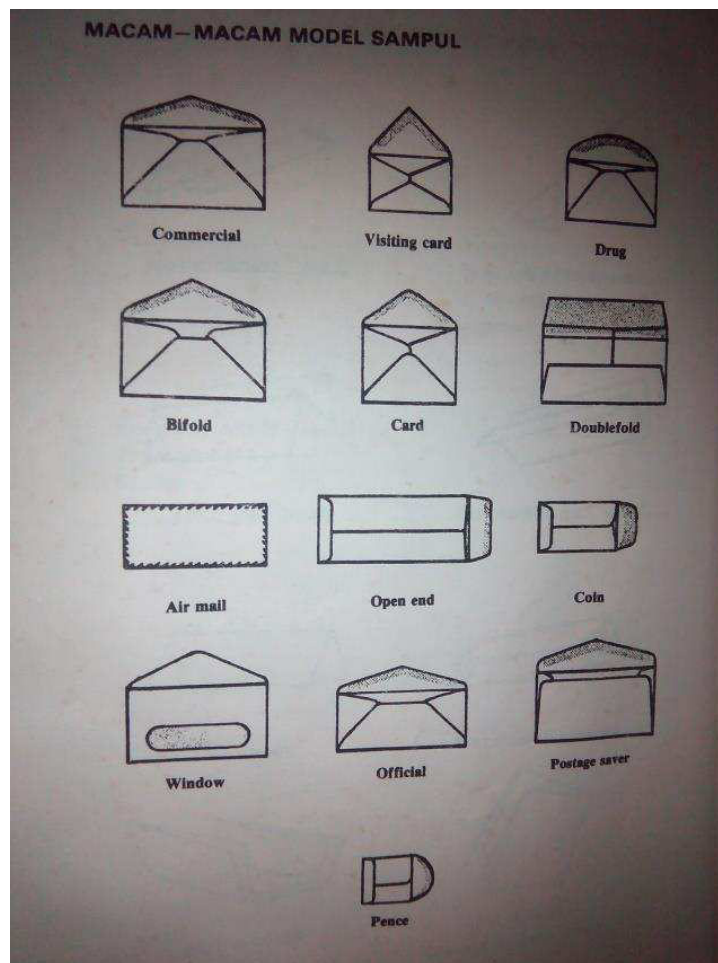 MACAM—MACAM MODEL SAMPUL
Commercial
Visiting card
Drug
Bifold
Card
Doublefold
Air mail
Open end
Coin
Window
Official
Postage saver
Pence